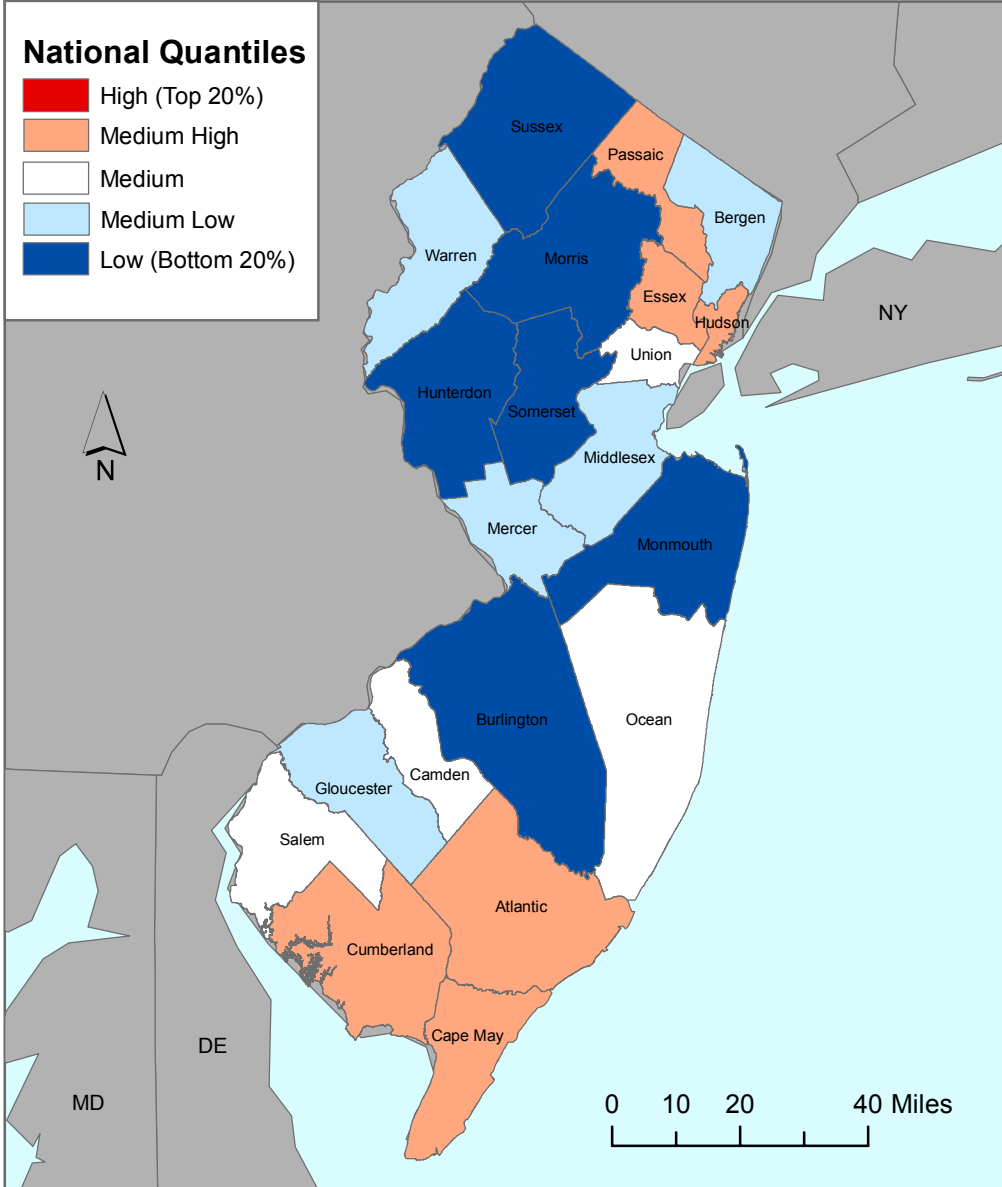 National Quantiles
High (Top 20%)
Medium High
Medium
Medium Low
Low (Bottom 20%)
Sussex
Passaic
Bergen
Warren
Morris
Essex
Hudson
NY
Union
Hunterdon
Somerset
Middlesex
N
Mercer
Monmouth
Burlington
Ocean
Camden
Gloucester
Salem
Atlantic
Cumberland
Cape May
DE
MD
0 10 20 40 Miles